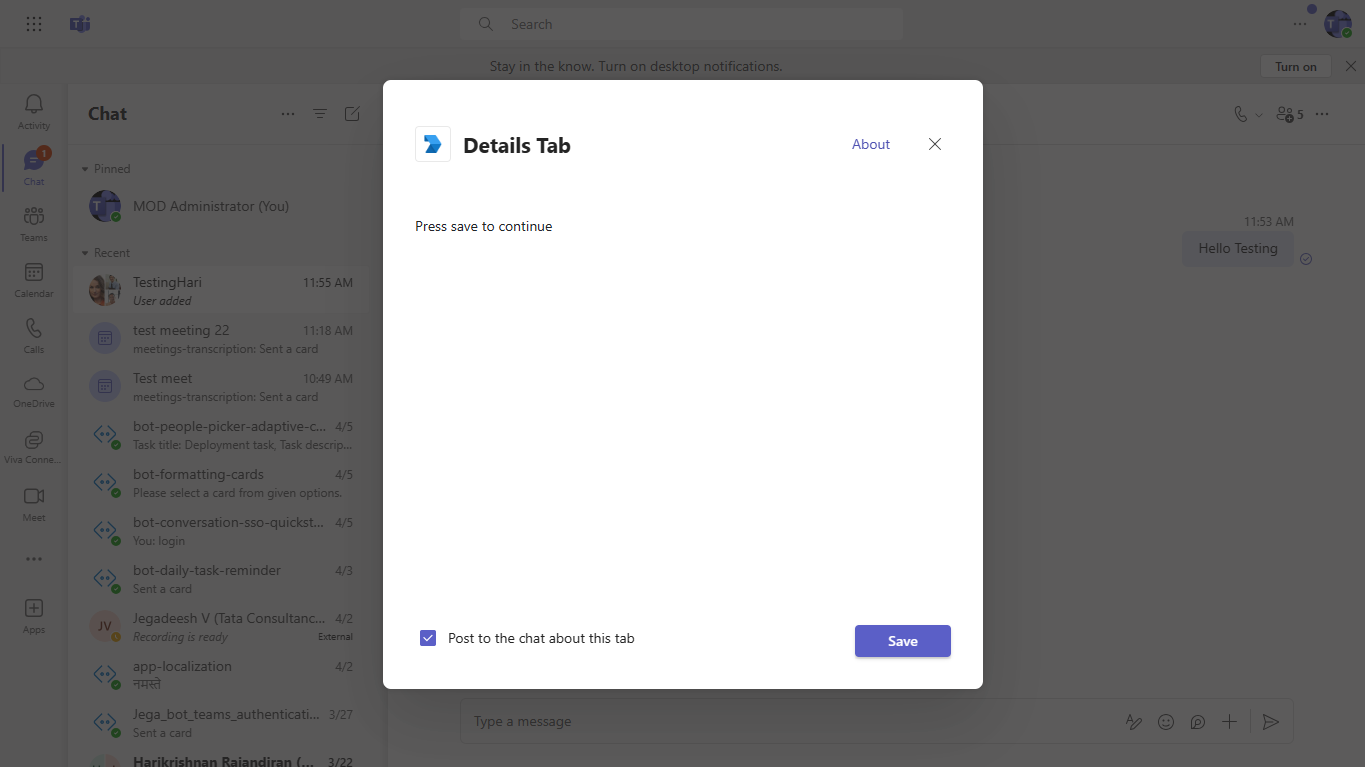 Search
Stay in the know. Turn on desktop notifications.
Turn on
Activity
1
Chat
Teams
Calendar
Calls
OneDrive
Viva Conne...
Meet
Apps
Chat
Pinned
MOD Administrator (You)
Recent
TestingHari 11:55 AM
User added
test meeting 22 11:18 AM
meetings-transcription: Sent a card
Test meet 10:49 AM
meetings-transcription: Sent a card
bot-people-picker-adaptive-c... 4/5
Task title: Deployment task, Task descrip...
bot-formatting-cards 4/5
Please select a card from given options.
bot-conversation-sso-quickst... 4/5
You: login
bot-daily-task-reminder 4/3
Sent a card
JV
Jegadeesh V (Tata Consultanc... 4/2
Recording is ready External
app-localization 4/2
नमस्ते
Jega_bot_teams_authenticati... 3/27
Sent a card
Harikrishnan Rajandiran (... 3/22
Details Tab
About
Press save to continue
Post to the chat about this tab
Save
5
11:53 AM
Hello Testing
Type a message